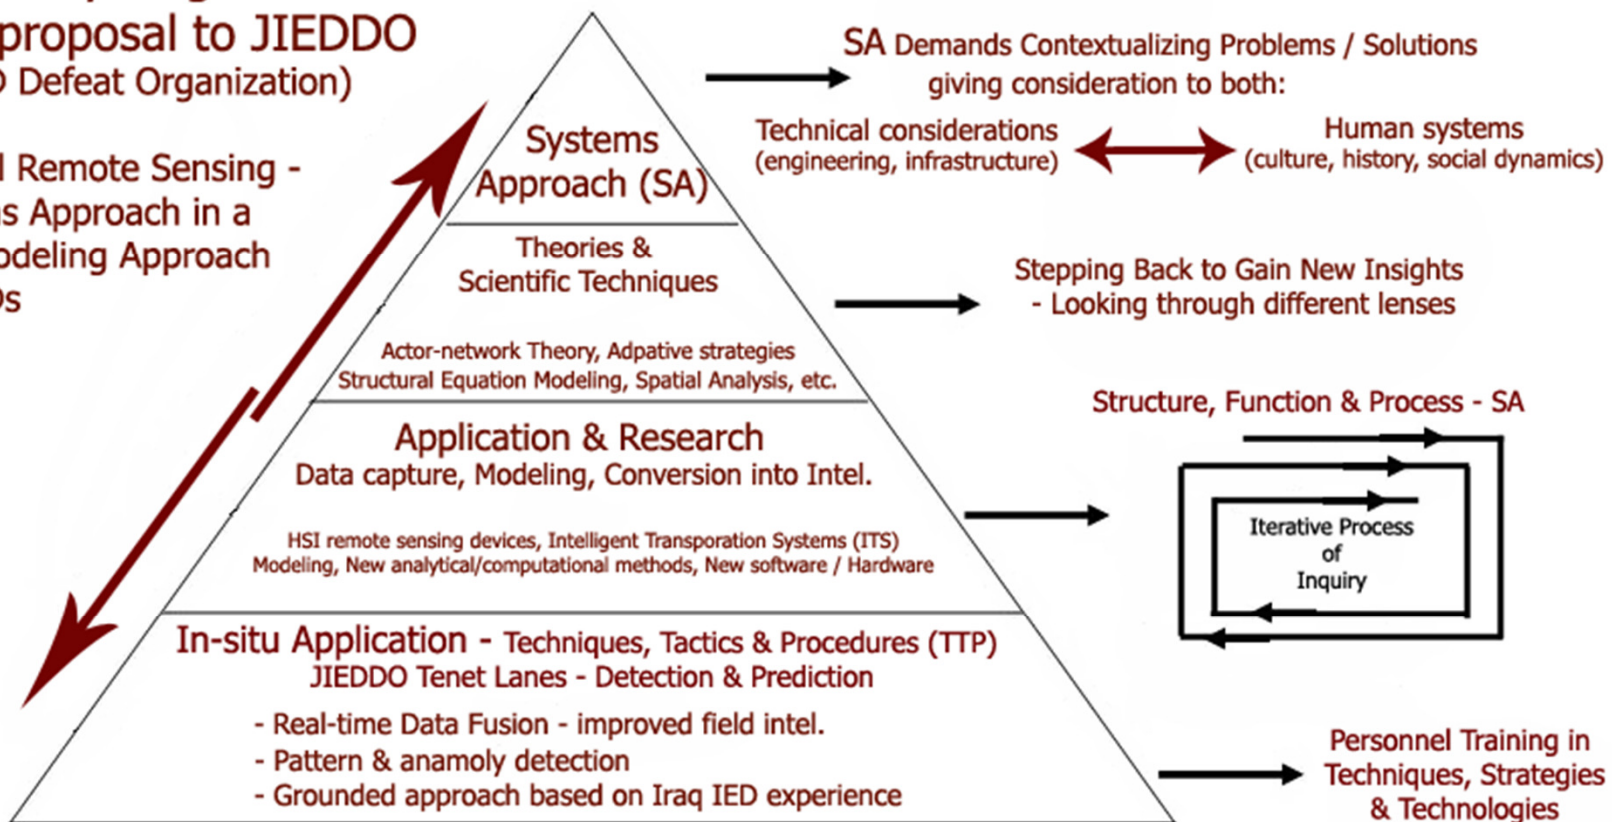 proposal to JIEDDO
Defeat Organization)
Remote Sensing -
Approach in a
Approach
Systems
Approach (SA)
Theories &
Scientific Techniques
Actor-network Theory, Adpative strategies
Structural Equation Modeling, Spatial Analysis, etc.
Application & Research
Data capture, Modeling, Conversion into Intel.
HSI remote sensing devices, Intelligent Transporation Systems (ITS)
Modeling, New analytical/computational methods, New software / Hardware
In-situ Application - Techniques, Tactics & Procedures (TTP)
JIEDDO Tenet Lanes - Detection & Prediction
- Real-time Data Fusion - improved field intel.
- Pattern & anamoly detection
- Grounded approach based on Iraq IED experience
SA Demands Contextualizing Problems / Solutions
giving consideration to both:
Technical considerations
(engineering, infrastructure)
Human systems
(culture, history, social dynamics)
Stepping Back to Gain New Insights
- Looking through different lenses
Structure, Function & Process - SA
Iterative Process
of
Inquiry
Personnel Training in
Techniques, Strategies
& Technologies